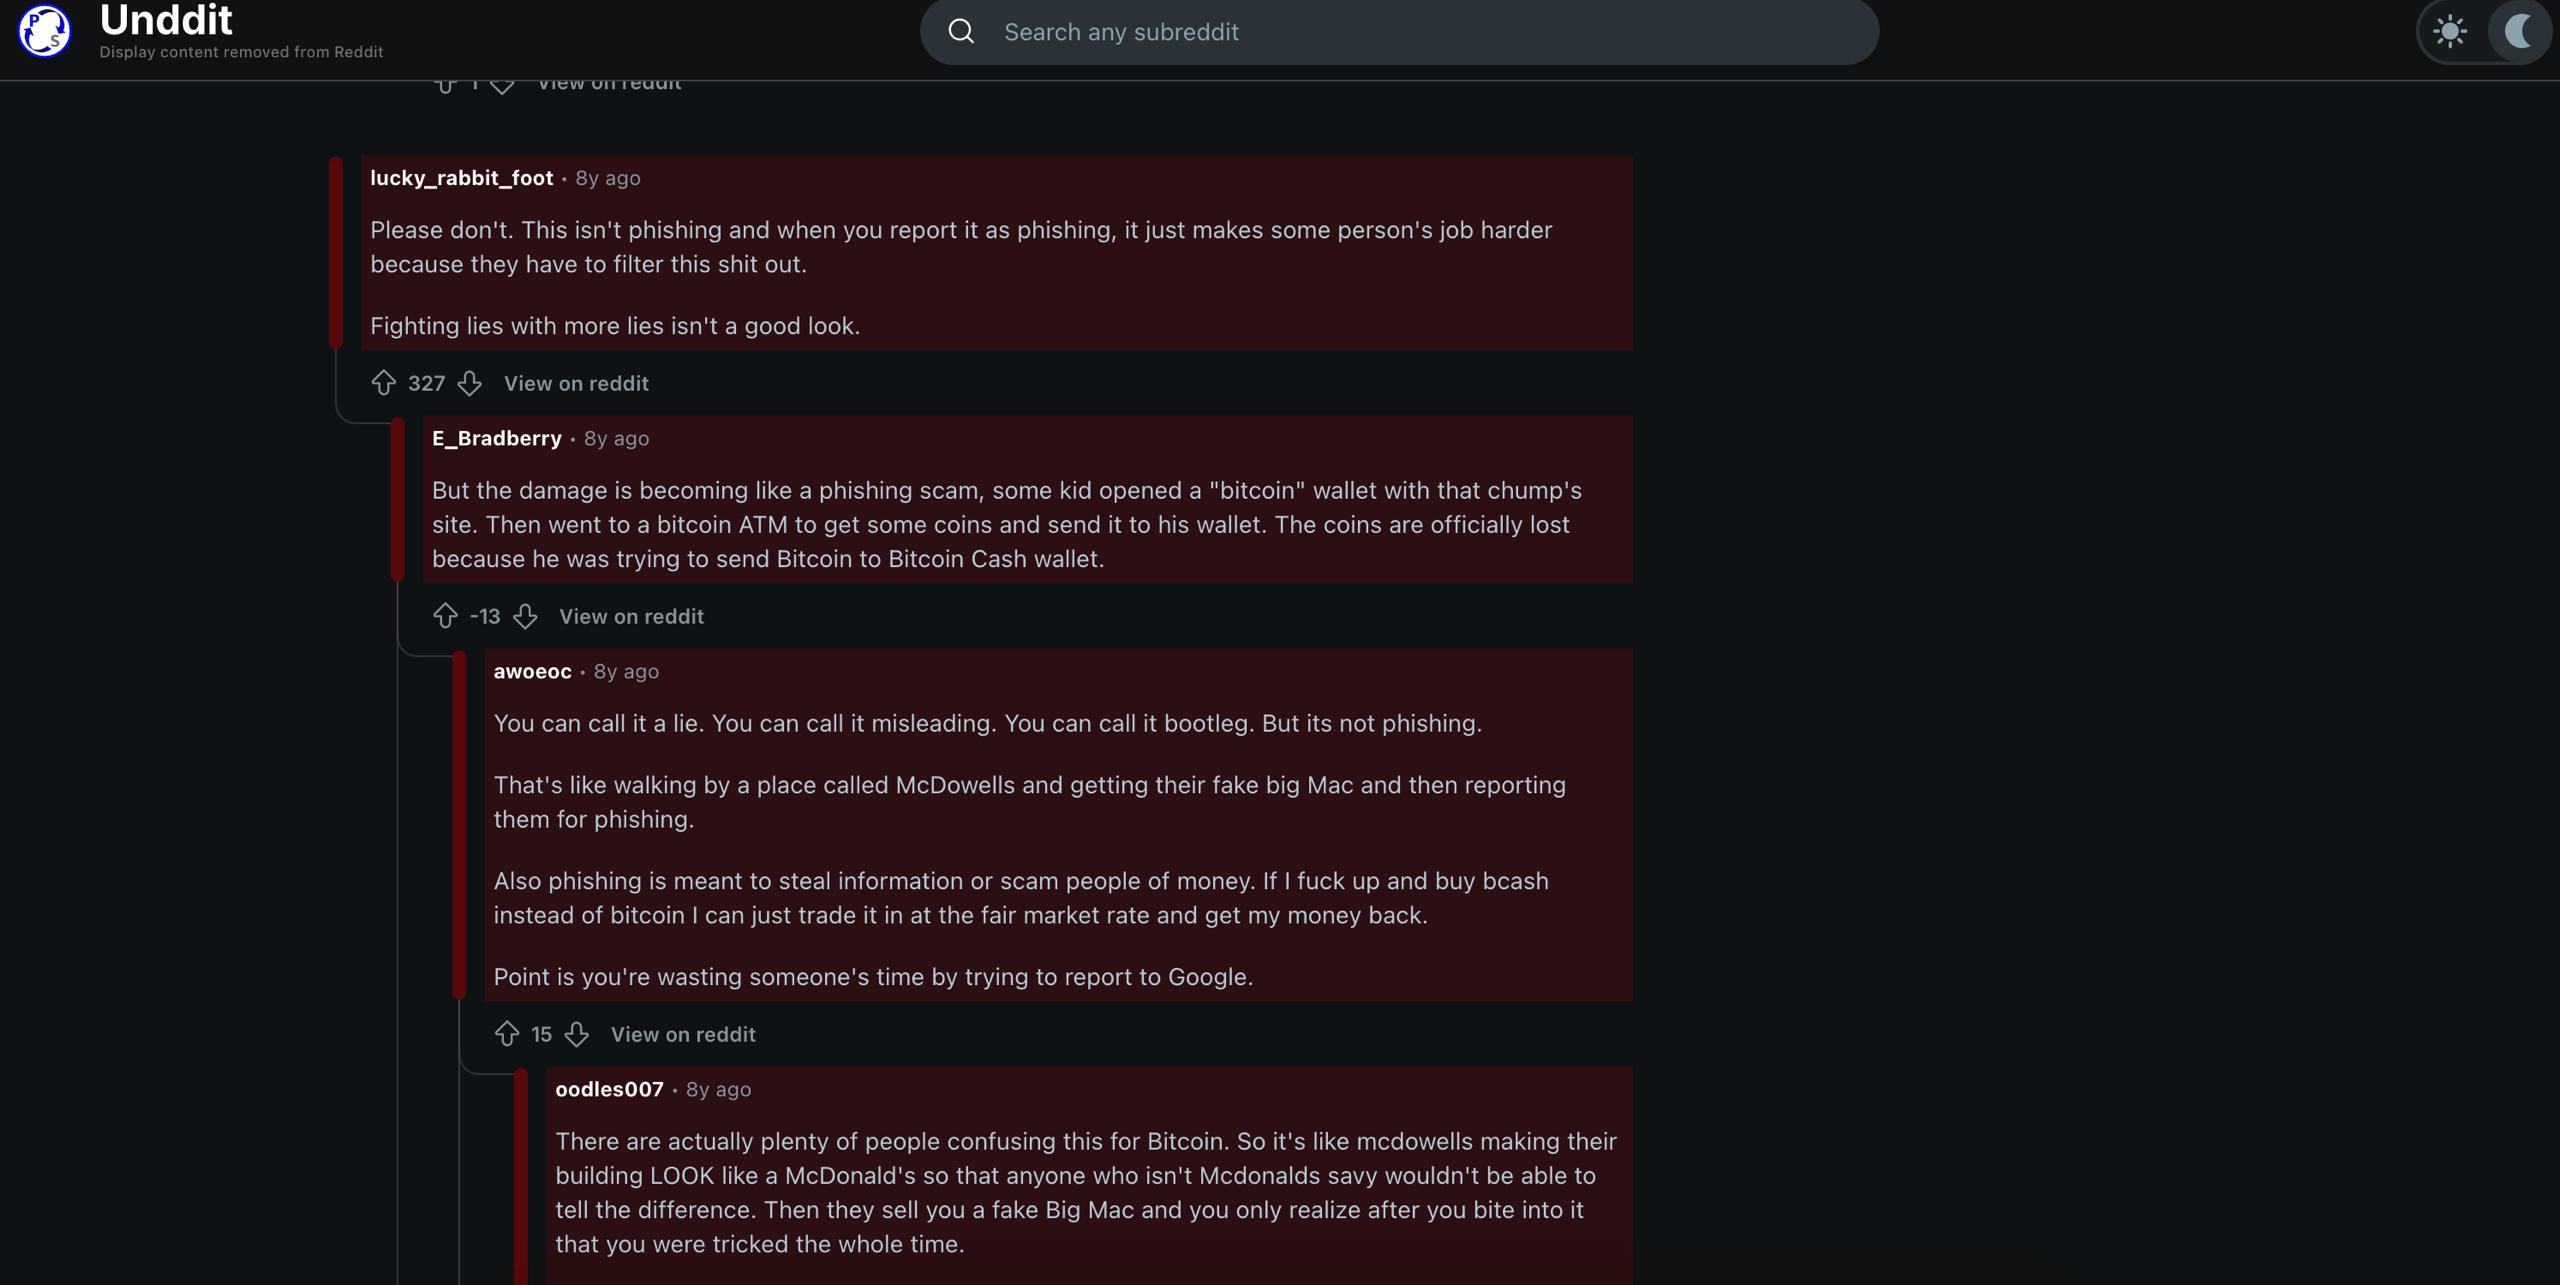 Unddit
Display content removed from Reddit
Search any subreddit
1 View on reddit
lucky_rabbit_foot • 8y ago
Please don't. This isn't phishing and when you report it as phishing, it just makes some person's job harder
because they have to filter this shit out.
Fighting lies with more lies isn't a good look.
327 View on reddit
E_Bradberry • 8y ago
But the damage is becoming like a phishing scam, some kid opened a "bitcoin" wallet with that chump's
site. Then went to a bitcoin ATM to get some coins and send it to his wallet. The coins are officially lost
because he was trying to send Bitcoin to Bitcoin Cash wallet.
-13 View on reddit
awoeoc • 8y ago
You can call it a lie. You can call it misleading. You can call it bootleg. But its not phishing.
That's like walking by a place called McDowells and getting their fake big Mac and then reporting
them for phishing.
Also phishing is meant to steal information or scam people of money. If I fuck up and buy bcash
instead of bitcoin I can just trade it in at the fair market rate and get my money back.
Point is you're wasting someone's time by trying to report to Google.
15 View on reddit
oodles007 • 8y ago
There are actually plenty of people confusing this for Bitcoin. So it's like mcdowells making their
building LOOK like a McDonald's so that anyone who isn't Mcdonalds savy wouldn't be able to
tell the difference. Then they sell you a fake Big Mac and you only realize after you bite into it
that you were tricked the whole time.